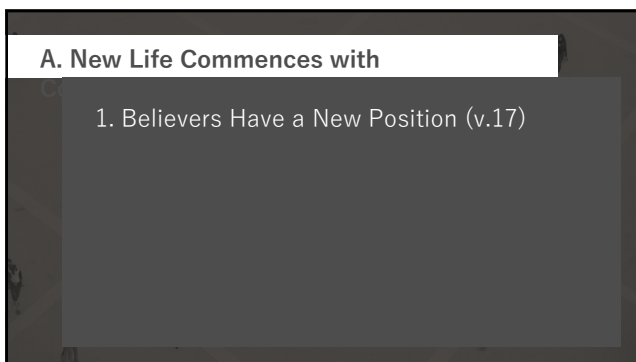 A. New Life Commences with
1. Believers Have a New Position (v.17)